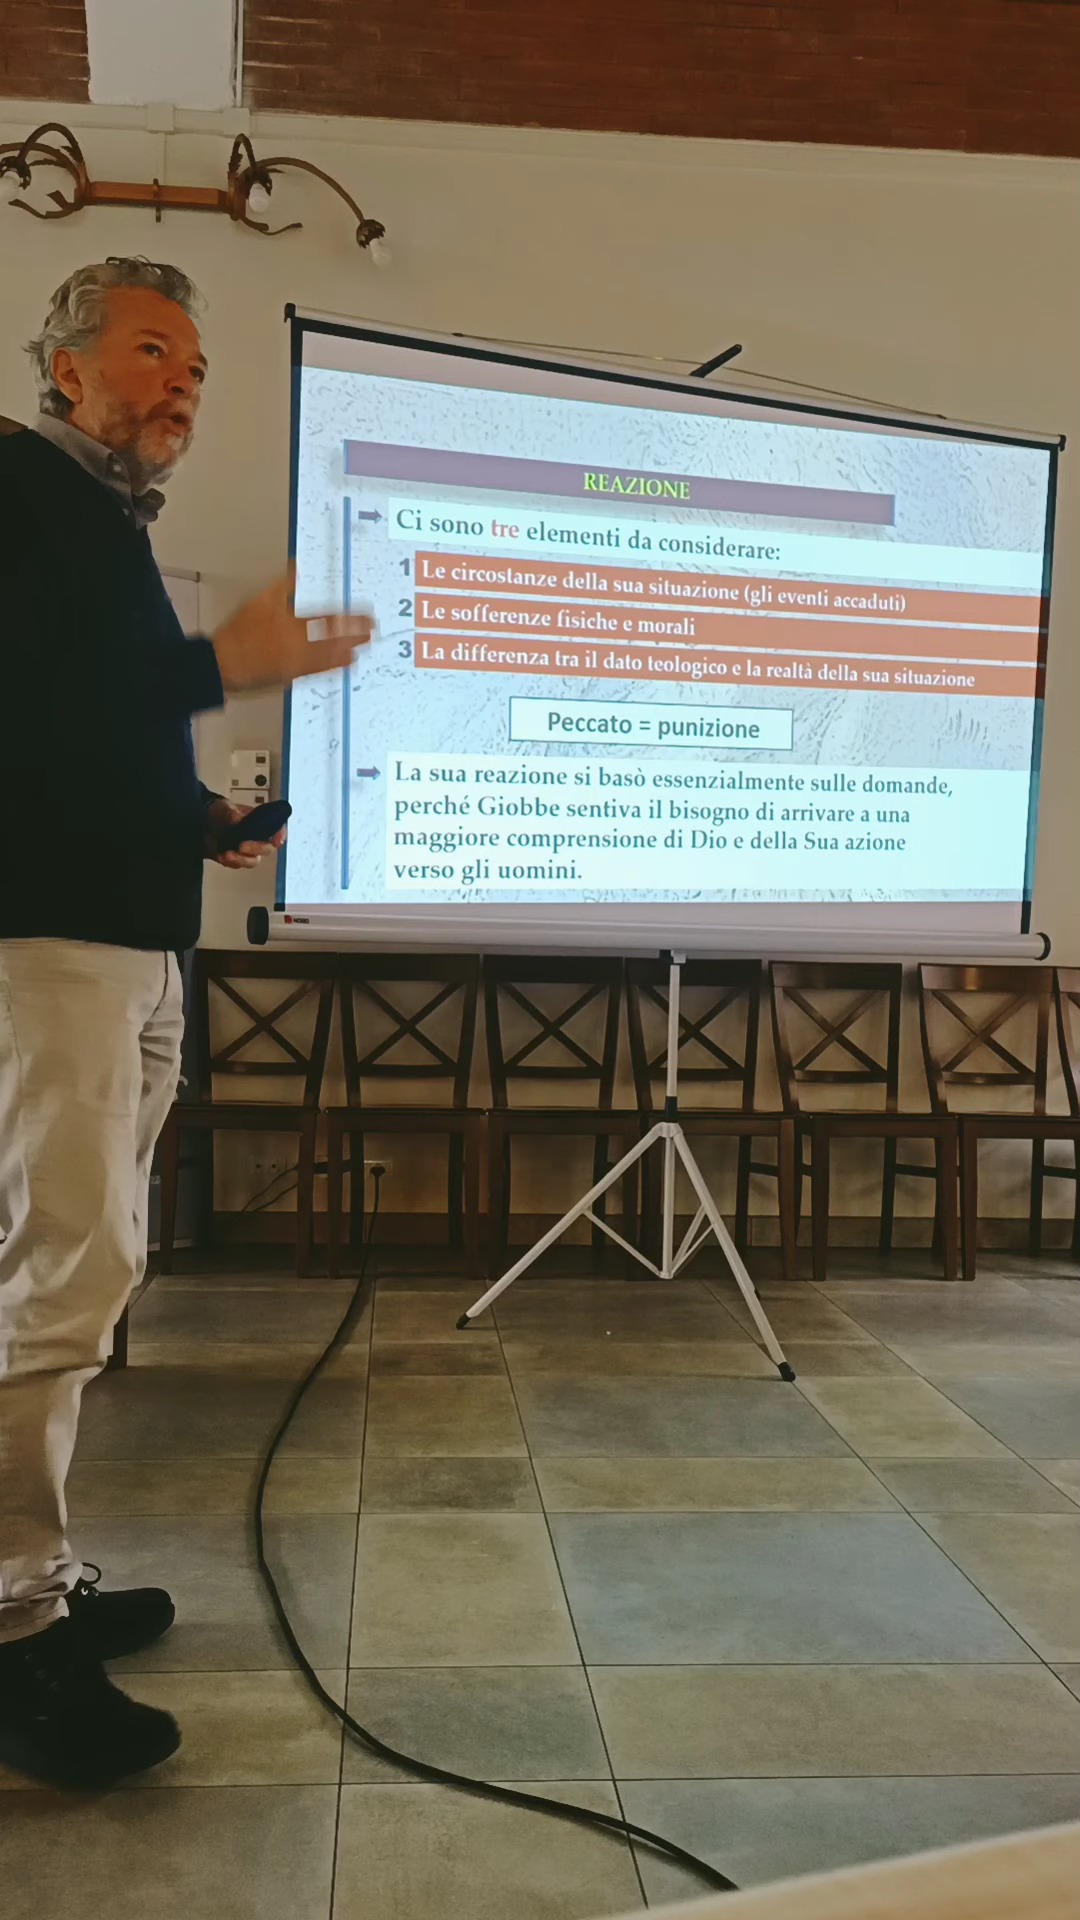 REAZIONE
Ci sono tre elementi da considerare:
1 Le circostanze della sua situazione (gli eventi accaduti)
2 Le sofferenze fisiche e morali
3 La differenza tra il dato teologico e la realtà della sua situazione
Peccato = punizione
La sua reazione si basò essenzialmente sulle domande,
perché Giobbe sentiva il bisogno di arrivare a una
maggiore comprensione di Dio e della Sua azione
verso gli uomini.
NOBO